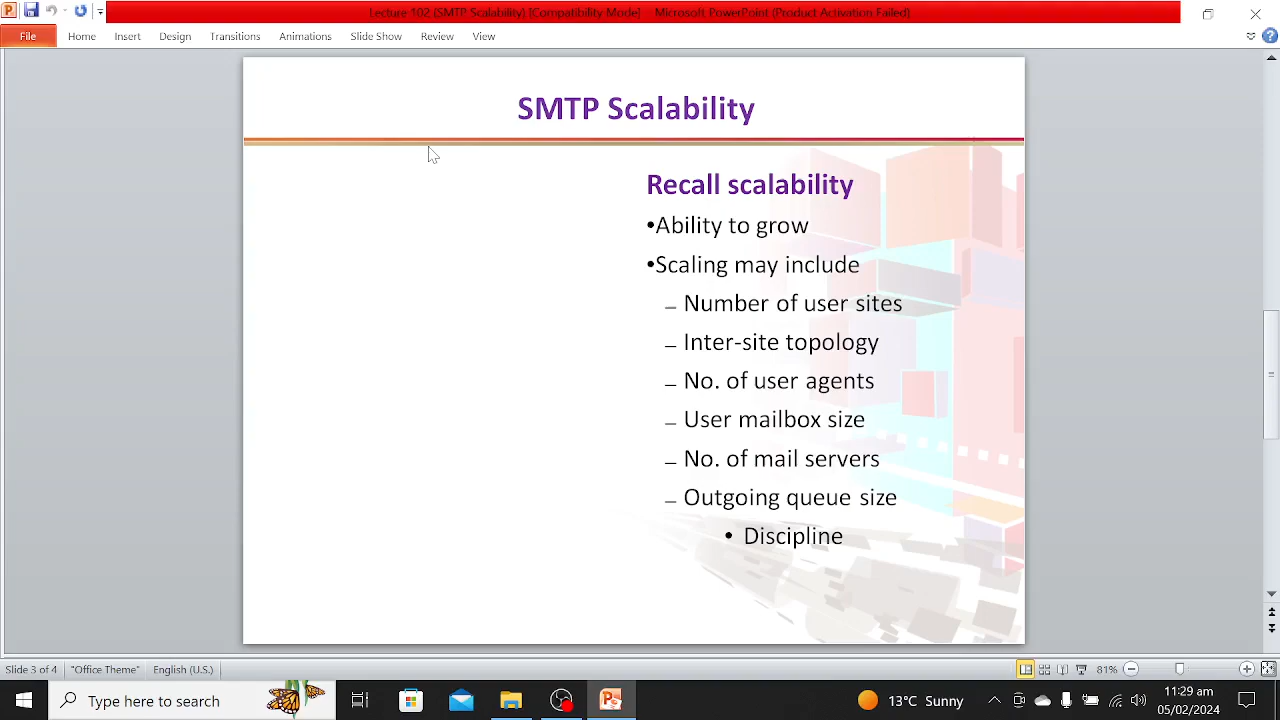 Lecture 102 (SMTP Scalability) [Compatibility Mode] - Microsoft PowerPoint (Product Activation Failed)
File Home Insert Design Transitions Animations Slide Show Review View
SMTP Scalability
Recall scalability
•Ability to grow
•Scaling may include
– Number of user sites
– Inter-site topology
– No. of user agents
– User mailbox size
– No. of mail servers
– Outgoing queue size
• Discipline
Slide 3 of 4 "Office Theme" English (U.S.) 81%
Type here to search 13°C Sunny 11:29 am
05/02/2024